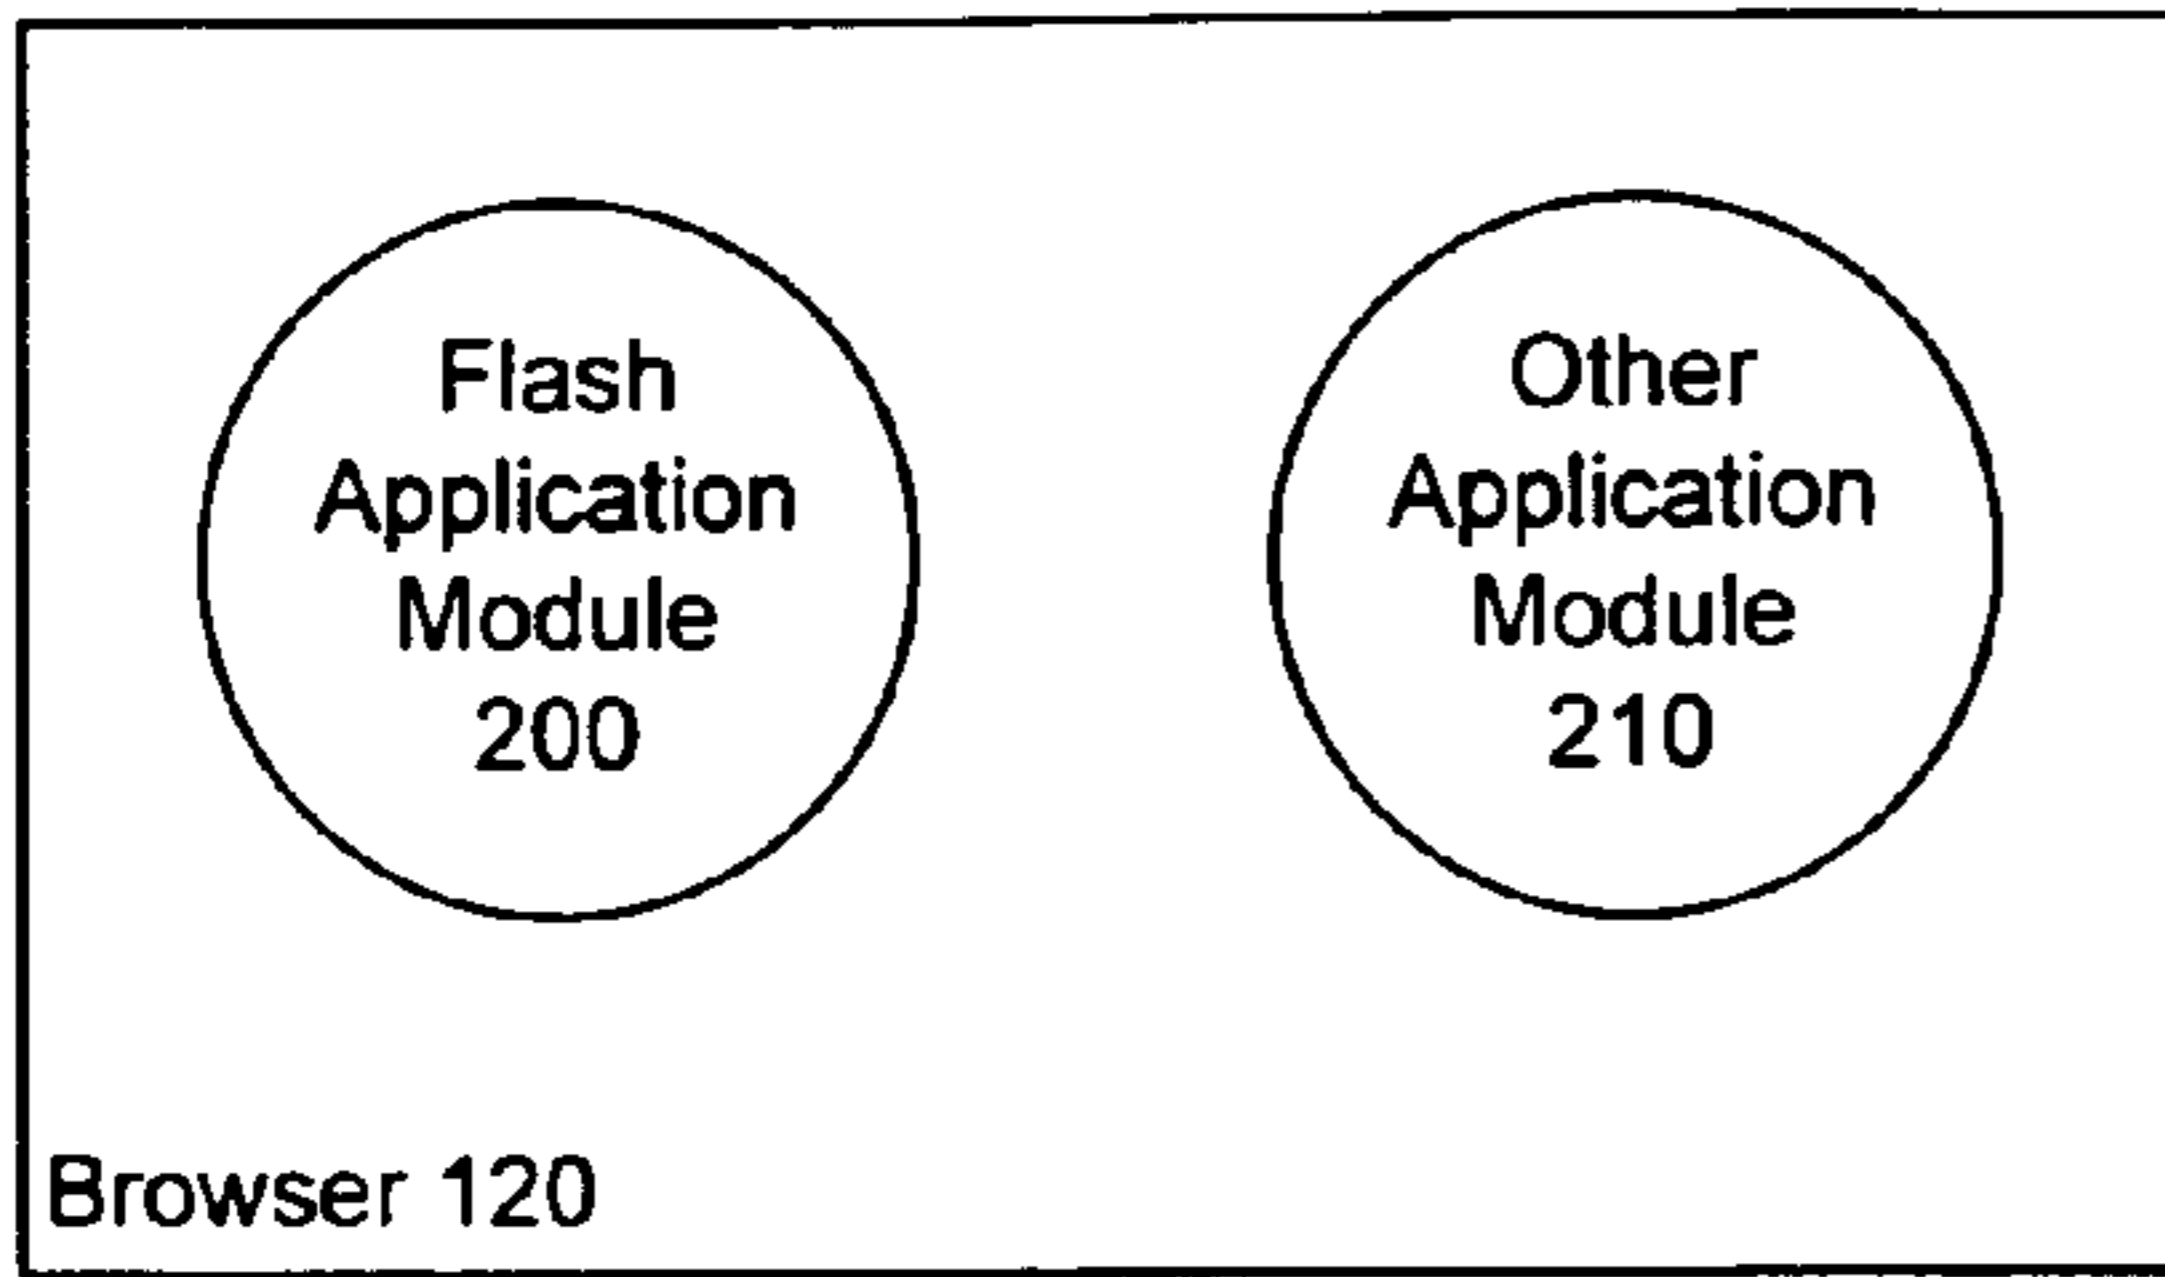 Flash
Application
Module
200
Other
Application
Module
210
Browser 120